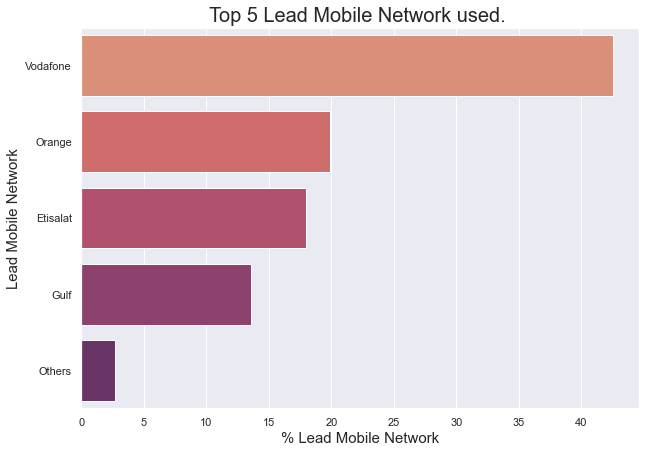 Top 5 Lead Mobile Network used.
Lead Mobile Network
Vodafone
Orange
Etisalat
Gulf
Others
0 5 10 15 20 25 30 35 40
% Lead Mobile Network